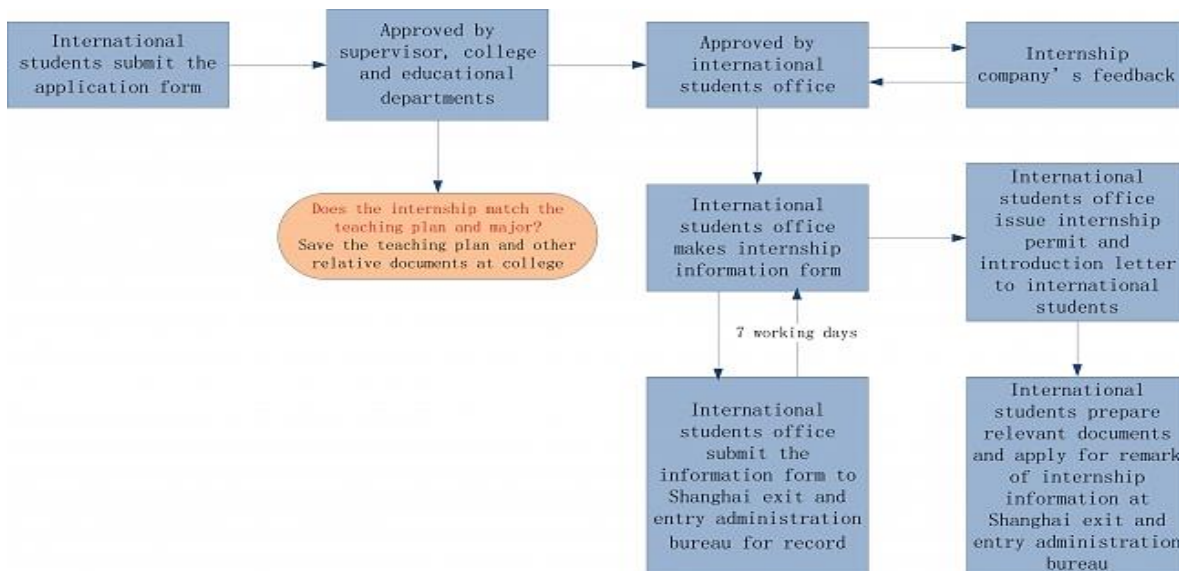 International
students submit the
application form
Approved by
supervisor, college
and educational
departments
Approved by
international
students office
Internship
company's feedback
Does the internship match the
teaching plan and major?
Save the teaching plan and other
relative documents at college
International
students office
makes internship
information form
International
students office
issue internship
permit and
introduction letter
to international
students
7 working days
International
students office
submit the
information form to
Shanghai exit and
entry administration
bureau for record
International
students prepare
relevant documents
and apply for remark
of internship
information at
Shanghai exit and
entry administration
bureau